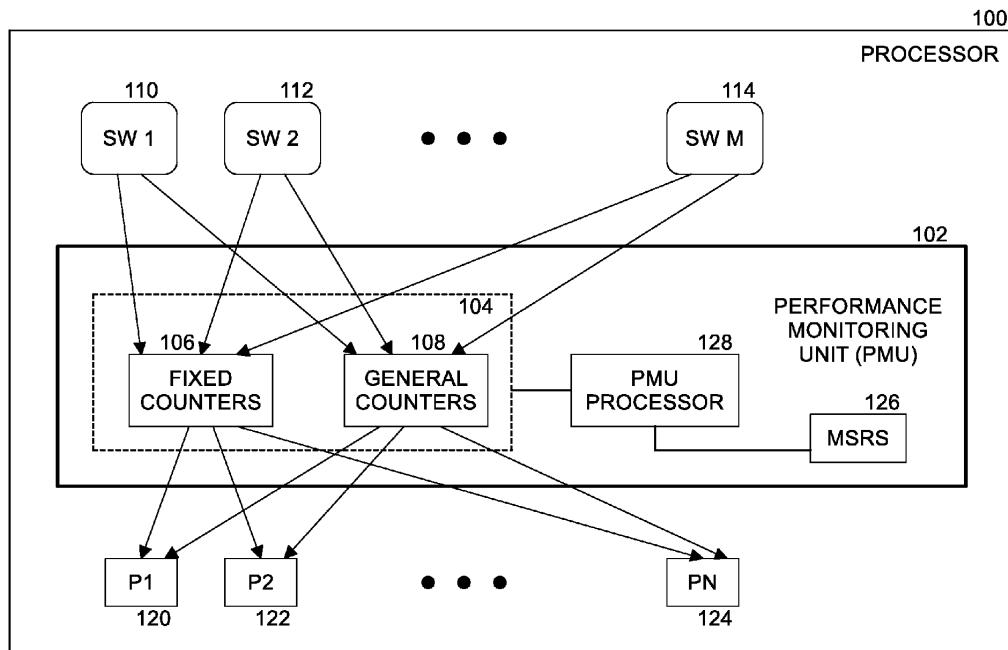 100
PROCESSOR
110
112
114
SW 1
SW 2
SW M
102
104
PERFORMANCE
MONITORING
UNIT (PMU)
106
108
128
FIXED
COUNTERS
GENERAL
COUNTERS
PMU
PROCESSOR
126
MSRS
P1
P2
PN
120
122
124